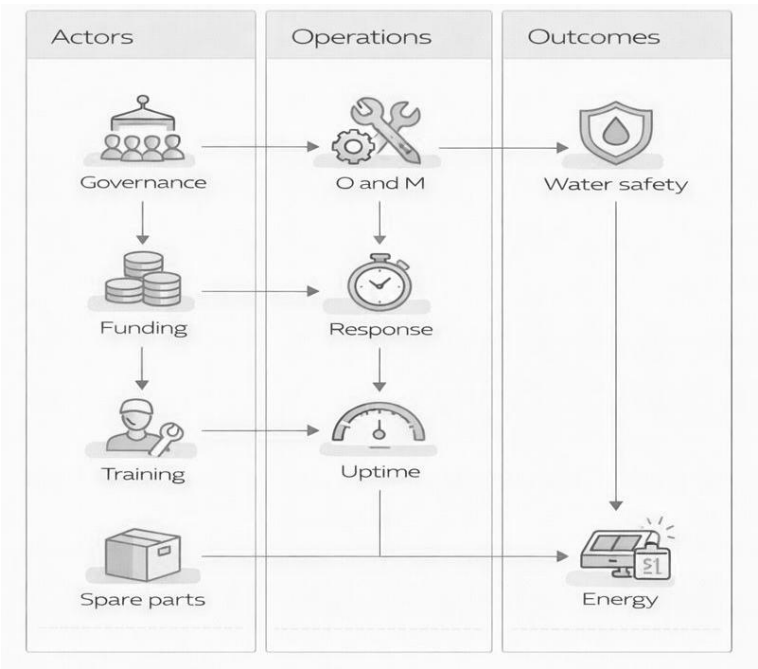 Actors
Operations
Outcomes
Governance
O and M
Water safety
Funding
Response
Training
Uptime
Spare parts
Energy